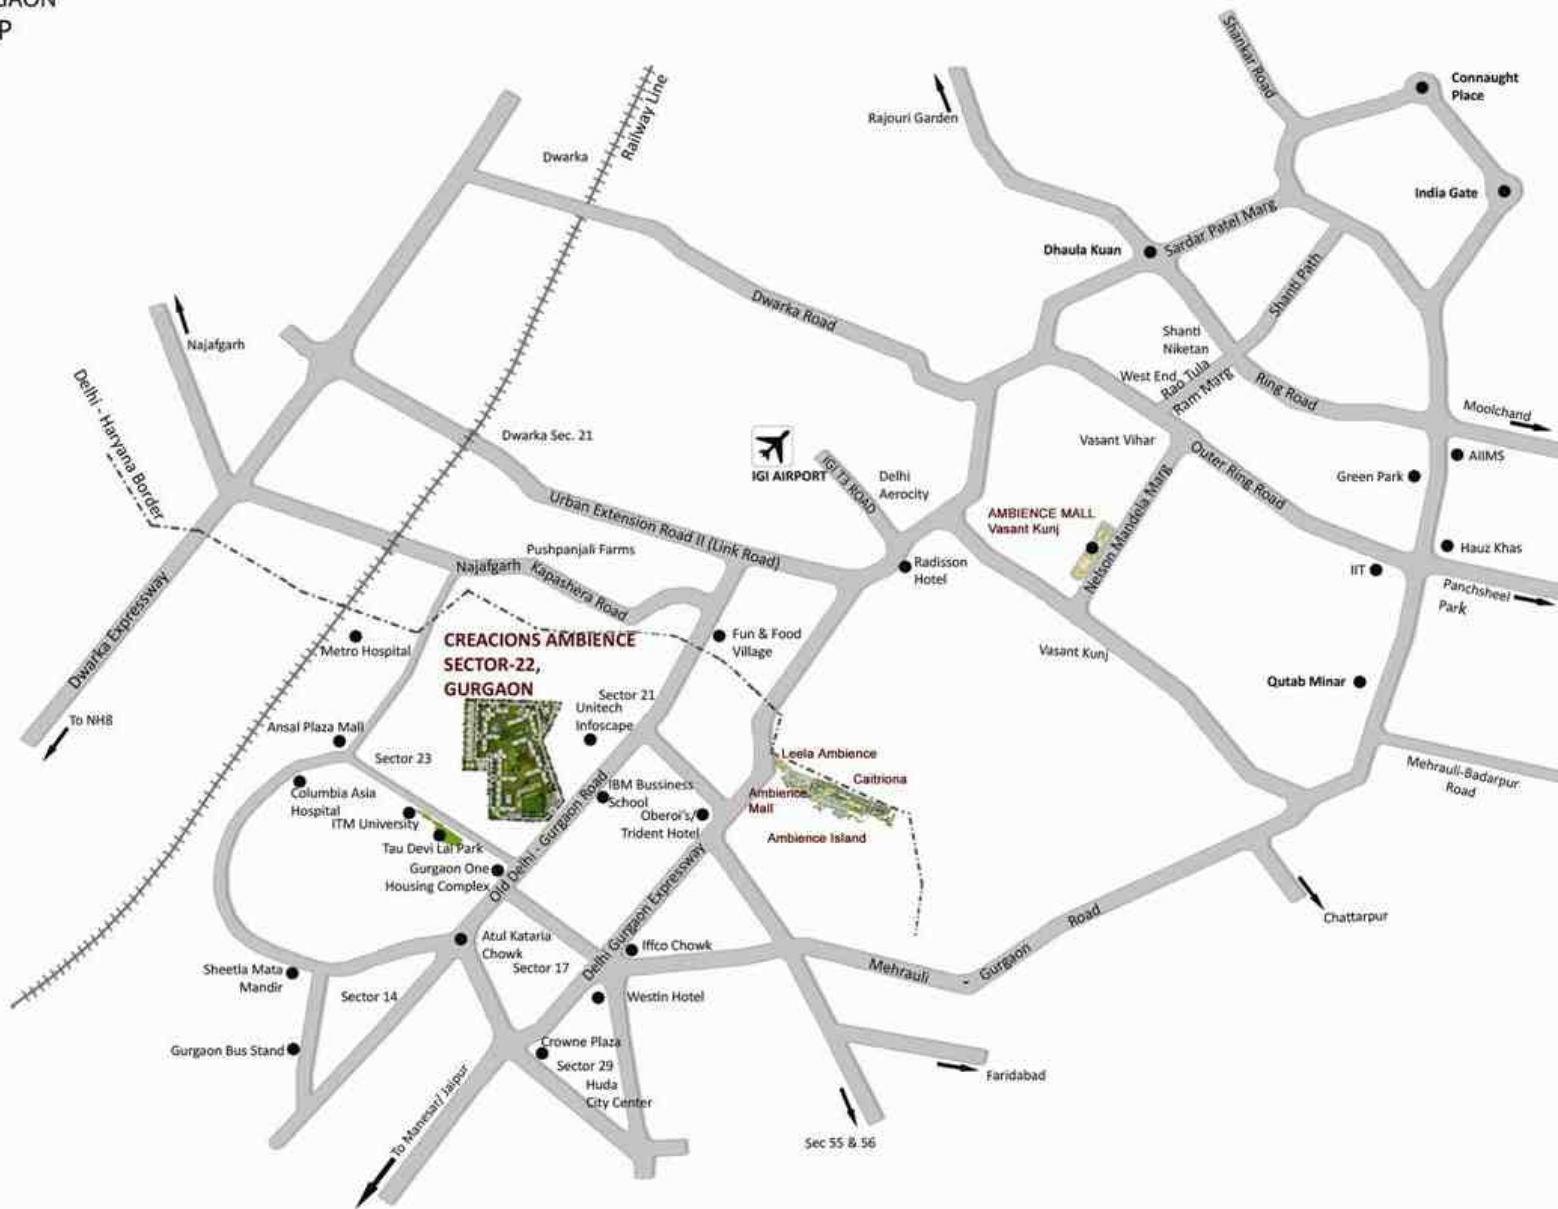 GAON
P
Shankar Road
Connaught
Place
Railway Line
Rajouri Garden
Dwarka
India Gate
Sardar Patel Marg
Dhaula Kuan
Shanti Path
Dwarka Road
Najafgarh
Shanti
Niketan
West End
Rao Tula
Ram Marg
Ring Road
Delhi - Haryana Border
Moolchand
Dwarka Sec. 21
Vasant Vihar
AIIMS
IGI AIRPORT
IGI T3 ROAD
Delhi
Aerocity
Outer Ring Road
Green Park
Urban Extension Road II (Link Road)
AMBIENCE MALL
Vasant Kunj
Nelson Mandela Marg
Hauz Khas
Pushpanjali Farms
Najafgarh
Kapashera Road
Radisson
Hotel
IIT
Panchsheel
Park
Dwarka Expressway
Metro Hospital
CREACIONS AMBIENCE
SECTOR-22,
GURGAON
Fun & Food
Village
Vasant Kunj
Qutab Minar
Sector 21
Unitech
Infoscape
To NH8
Ansal Plaza Mall
Sector 23
Leela Ambience
Caitriona
Mehrauli-Badarpur
Road
Columbia Asia
Hospital
IBM Bussiness
School
Ambience
Mall
ITM University
Oberoi's/
Trident Hotel
Ambience Island
Tau Devi Lal Park
Old Delhi - Gurgaon Road
Gurgaon One
Housing Complex
Delhi Gurgaon Expressway
Chattarpur
Atul Kataria
Chowk
Iffco Chowk
Mehrauli - Gurgaon Road
Sheetla Mata
Mandir
Sector 17
Sector 14
Westin Hotel
Gurgaon Bus Stand
Crowne Plaza
Sector 29
Huda
City Center
Faridabad
To Manesar/ Jaipur
Sec 55 & 56